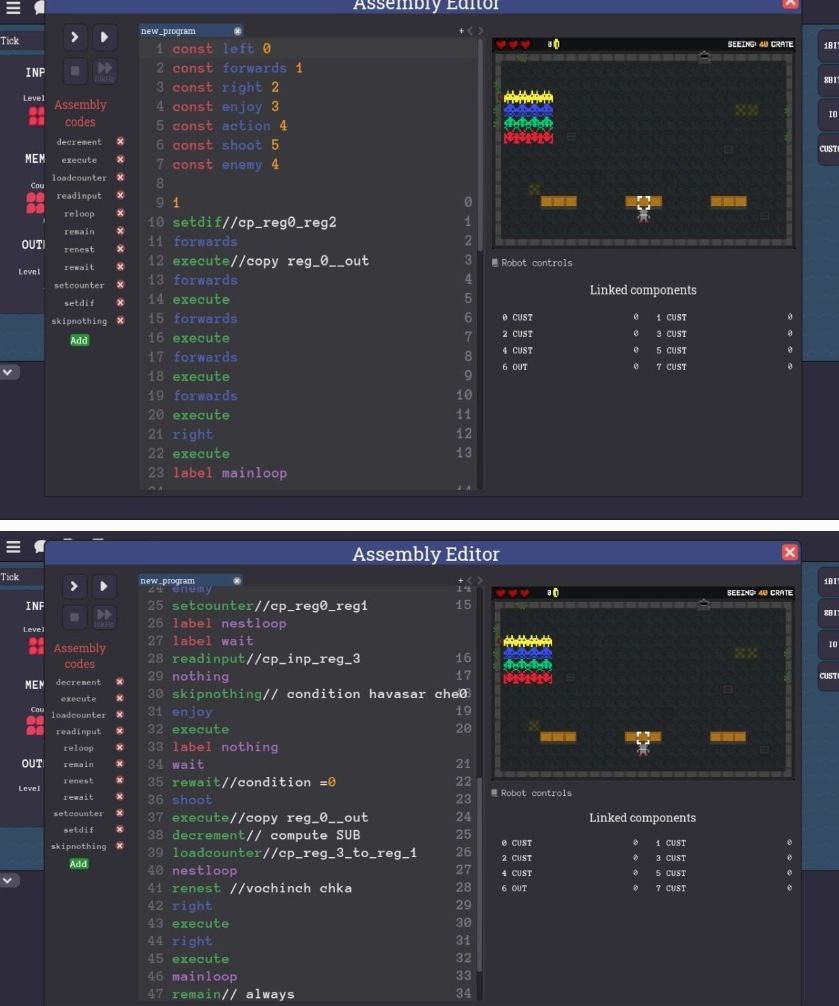 Assembly Editor
Tick
new_program
+ < >
Assembly codes
decrement
execute
loadcounter
readinput
reloop
remain
renest
rewait
setcounter
setdif
skipnothing
Add
1 const left 0
2 const forwards 1
3 const right 2
4 const enjoy 3
5 const action 4
6 const shoot 5
7 const enemy 4
8
9 1 0
10 setdif//cp_reg0_reg2 1
11 forwards 2
12 execute//copy reg_0__out 3
13 forwards 4
14 execute 5
15 forwards 6
16 execute 7
17 forwards 8
18 execute 9
19 forwards 10
20 execute 11
21 right 12
22 execute 13
23 label mainloop
SEEING: 40 CRATE
Robot controls
Linked components
0 CUST 0 1 CUST 0
2 CUST 0 3 CUST 0
4 CUST 0 5 CUST 0
6 OUT 0 7 CUST 0
INP
Level
MEM
Cou
OUT
Level
1BI
8BI
IO
CUST
Assembly Editor
Tick
new_program
+ < >
Assembly codes
decrement
execute
loadcounter
readinput
reloop
remain
renest
rewait
setcounter
setdif
skipnothing
Add
24 enemy 14
25 setcounter//cp_reg0_reg1 15
26 label nestloop
27 label wait
28 readinput//cp_inp_reg_3 16
29 nothing 17
30 skipnothing// condition havasar che0
31 enjoy 19
32 execute 20
33 label nothing
34 wait 21
35 rewait//condition =0 22
36 shoot 23
37 execute//copy reg_0__out 24
38 decrement// compute SUB 25
39 loadcounter//cp_reg_3_to_reg_1 26
40 nestloop 27
41 renest //vochinch chka 28
42 right 29
43 execute 30
44 right 31
45 execute 32
46 mainloop 33
47 remain// always 34
SEEING: 40 CRATE
Robot controls
Linked components
0 CUST 0 1 CUST 0
2 CUST 0 3 CUST 0
4 CUST 0 5 CUST 0
6 OUT 0 7 CUST 0
INP
Level
MEM
Cou
OUT
Level
1BI
8BI
IO
CUST